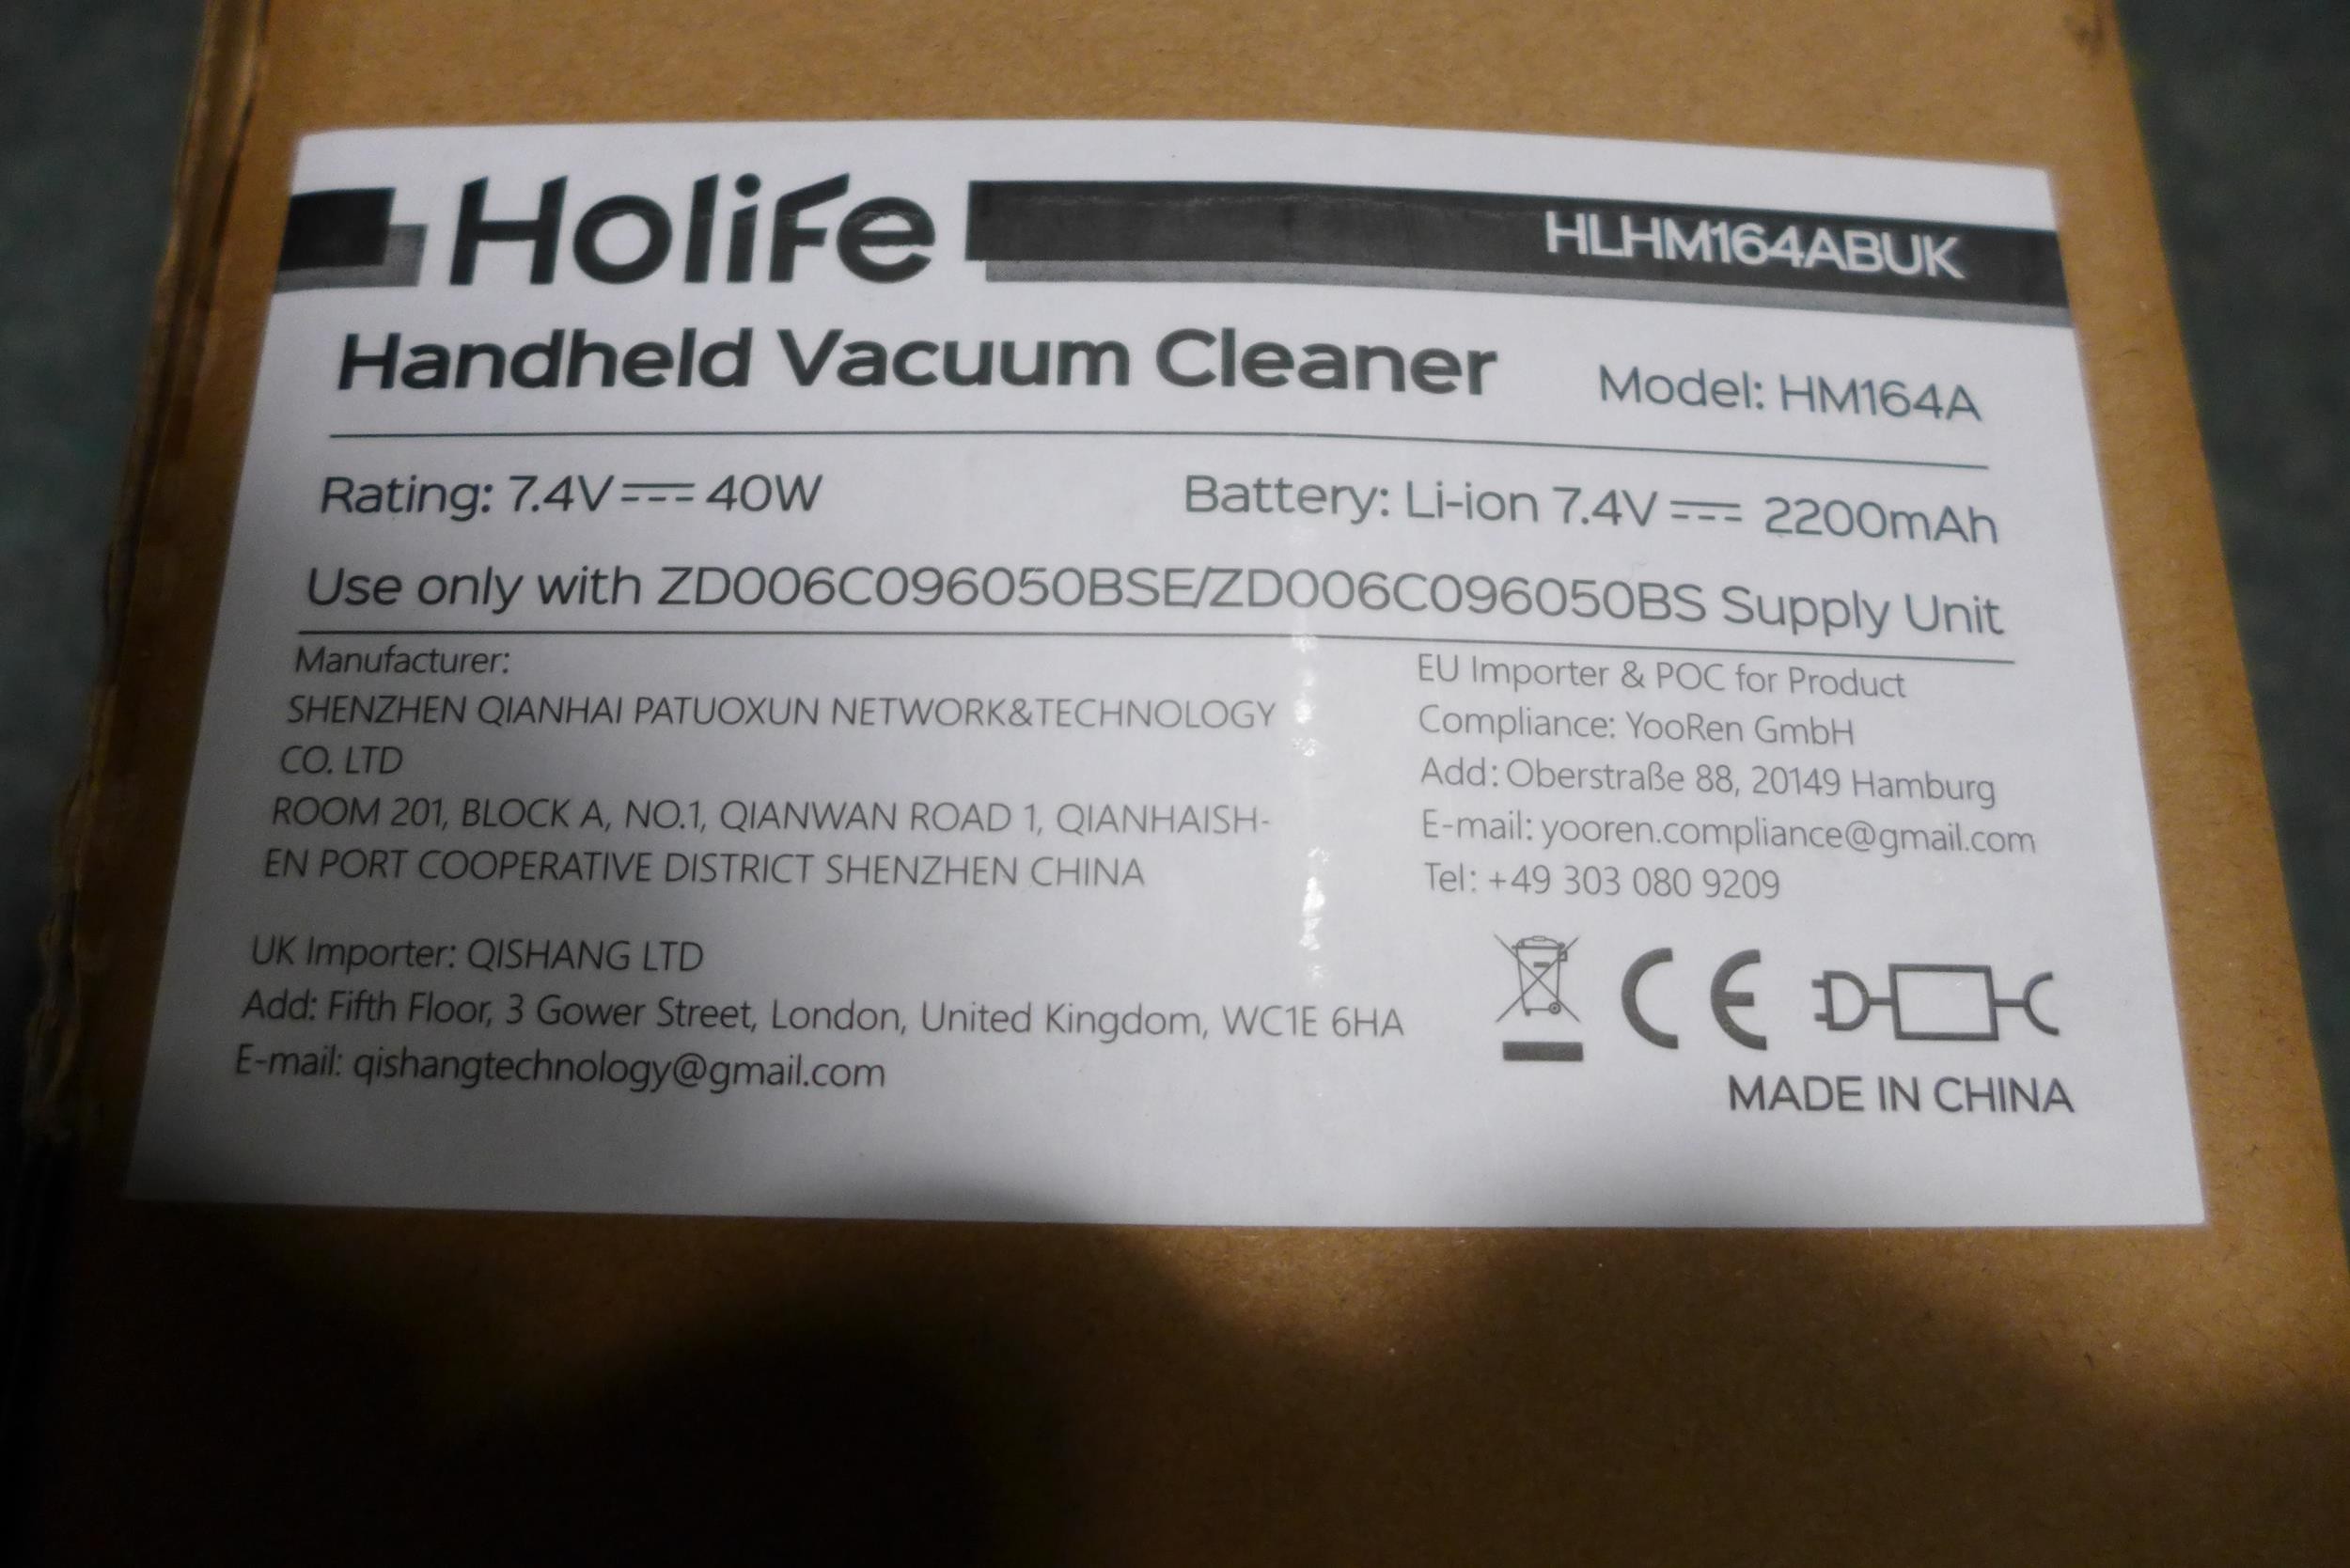 Holife
HLHM164ABUK
Handheld Vacuum Cleaner
Model: HM164A
Rating: 7.4V⎓40W
Battery: Li-ion 7.4V⎓ 2200mAh
Use only with ZD006C096050BSE/ZD006C096050BS Supply Unit
Manufacturer:
SHENZHEN QIANHAI PATUOXUN NETWORK&TECHNOLOGY
CO. LTD
ROOM 201, BLOCK A, NO.1, QIANWAN ROAD 1, QIANHAISH-
EN PORT COOPERATIVE DISTRICT SHENZHEN CHINA
UK Importer: QISHANG LTD
Add: Fifth Floor, 3 Gower Street, London, United Kingdom, WC1E 6HA
E-mail: qishangtechnology@gmail.com
EU Importer & POC for Product
Compliance: YooRen GmbH
Add: Oberstraße 88, 20149 Hamburg
E-mail: yooren.compliance@gmail.com
Tel: +49 303 080 9209
CE
MADE IN CHINA